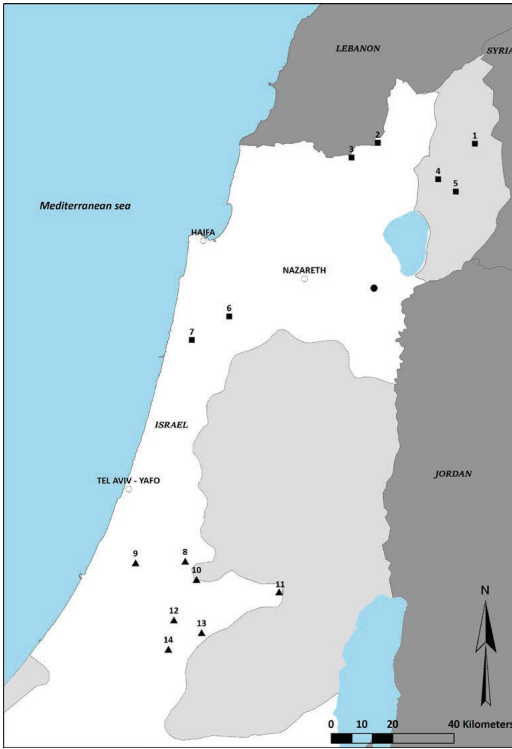 LEBANON
SYRIA
1
2
3
4
5
Mediterranean sea
HAIFA
NAZARETH
6
7
ISRAEL
TEL AVIV - YAFO
JORDAN
9
8
10
11
12
13
14
N
0 10 20 40 Kilometers